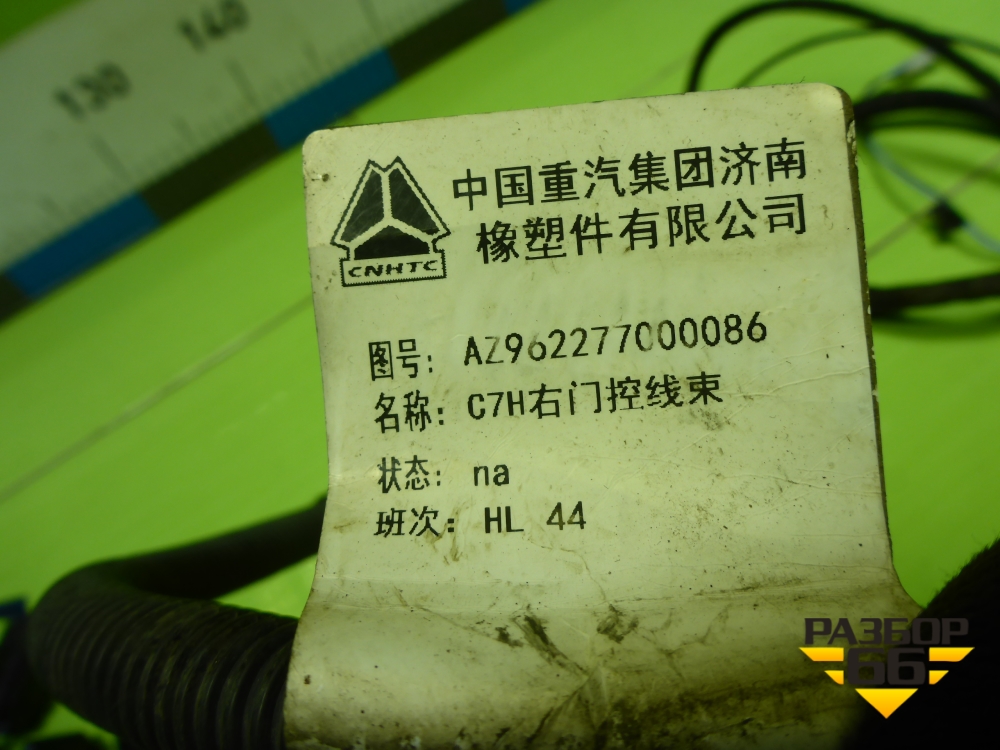 130 140
CNHTC
中国重汽集团济南
橡塑件有限公司
图号: AZ962277000086
名称: C7H右门控线束
状态: na
班次: HL 44
РАЗБОР
66